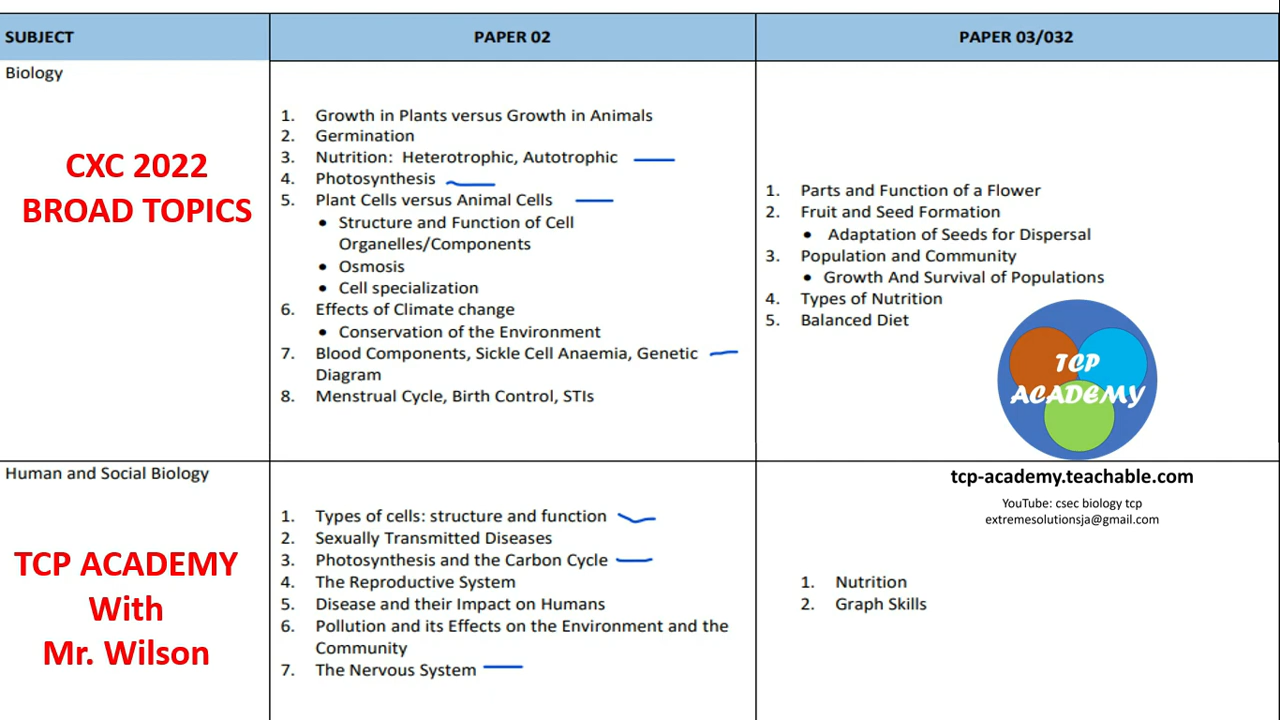 SUBJECT
PAPER 02
PAPER 03/032
Biology
CXC 2022
BROAD TOPICS
1. Growth in Plants versus Growth in Animals
2. Germination
3. Nutrition: Heterotrophic, Autotrophic
4. Photosynthesis
5. Plant Cells versus Animal Cells
• Structure and Function of Cell
Organelles/Components
• Osmosis
• Cell specialization
6. Effects of Climate change
• Conservation of the Environment
7. Blood Components, Sickle Cell Anaemia, Genetic
Diagram
8. Menstrual Cycle, Birth Control, STIs
1. Parts and Function of a Flower
2. Fruit and Seed Formation
• Adaptation of Seeds for Dispersal
3. Population and Community
• Growth And Survival of Populations
4. Types of Nutrition
5. Balanced Diet
TCP
ACADEMY
Human and Social Biology
TCP ACADEMY
With
Mr. Wilson
1. Types of cells: structure and function
2. Sexually Transmitted Diseases
3. Photosynthesis and the Carbon Cycle
4. The Reproductive System
5. Disease and their Impact on Humans
6. Pollution and its Effects on the Environment and the
Community
7. The Nervous System
tcp-academy.teachable.com
YouTube: csec biology tcp
extremesolutionsja@gmail.com
1. Nutrition
2. Graph Skills